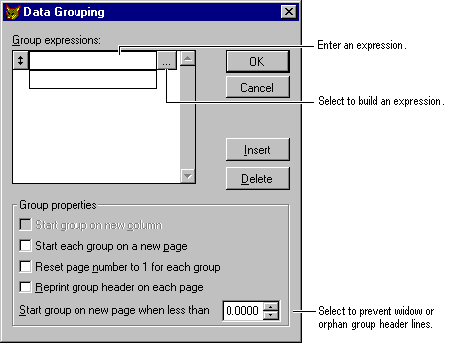 Data Grouping
Group expressions:
Enter an expression.
...
OK
Cancel
Select to build an expression.
Insert
Delete
Group properties
Start group on new column
Start each group on a new page
Reset page number to 1 for each group
Reprint group header on each page
Start group on new page when less than 0.0000
Select to prevent widow or
orphan group header lines.